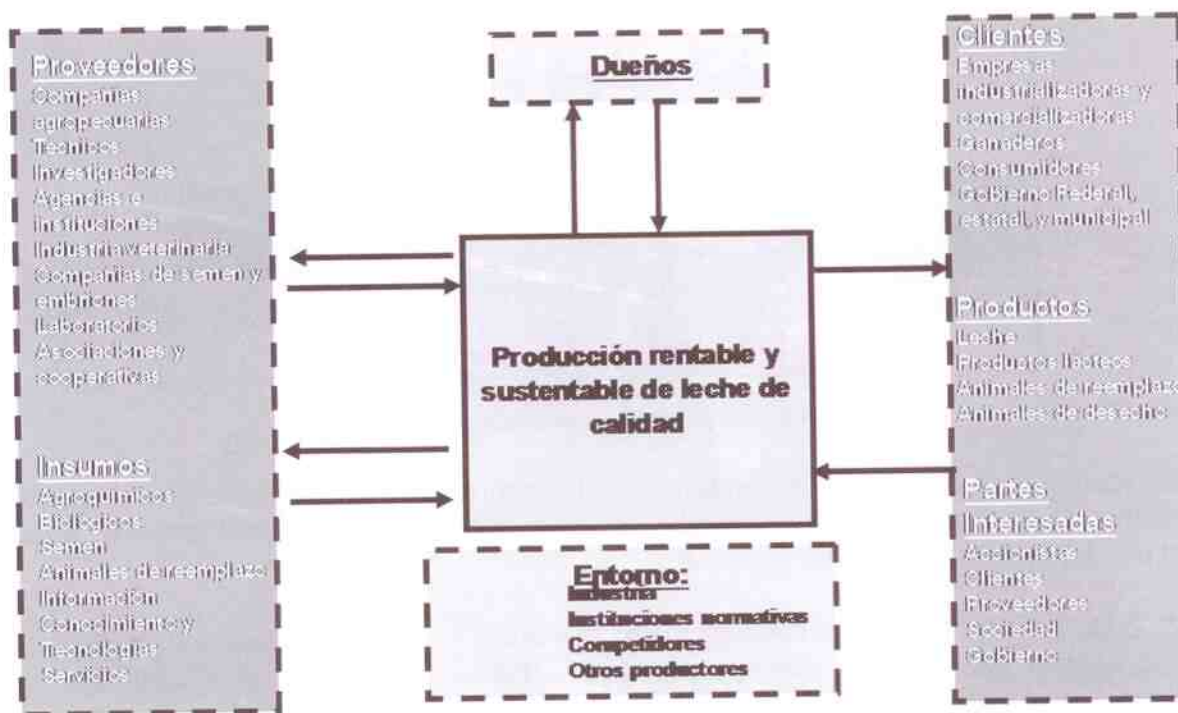 Proveedores
Companías
agropecuarias
Técnicos
Investigadores
Agencias e
instituciones
Industria veterinaria
Companías de semen y
embriones
Laboratorios
Asociaciones y
cooperativas
Insumos
Agroquímicos
Biológicos
Semen
Animales de reemplazo
Información
Conocimiento y
Tecnologías
Servicios
Dueños
Producción rentable y
sustentable de leche de
calidad
Entorno:
Industria
Instituciones normativas
Competidores
Otros productores
Clientes
Empresas
industrializadoras y
comercializadoras
Ganaderos
Consumidores
Gobierno Federal,
estatal, y municipal
Productos
Leche
Productos lácteos
Animales de reemplazo
Animales de desecho
Partes
Interesadas
Accionistas
Clientes
Proveedores
Sociedad
Gobierno